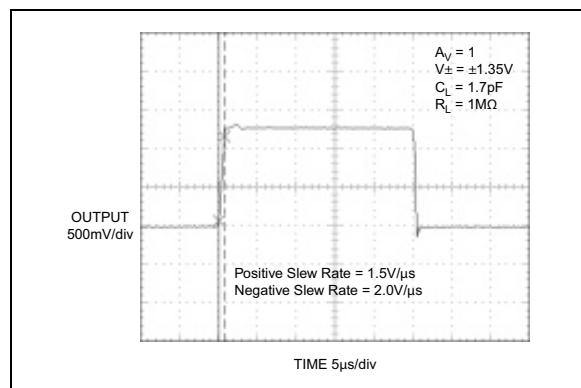 A_V = 1
V± = ±1.35V
C_L = 1.7pF
R_L = 1MΩ
OUTPUT
500mV/div
Positive Slew Rate = 1.5V/µs
Negative Slew Rate = 2.0V/µs
TIME 5µs/div